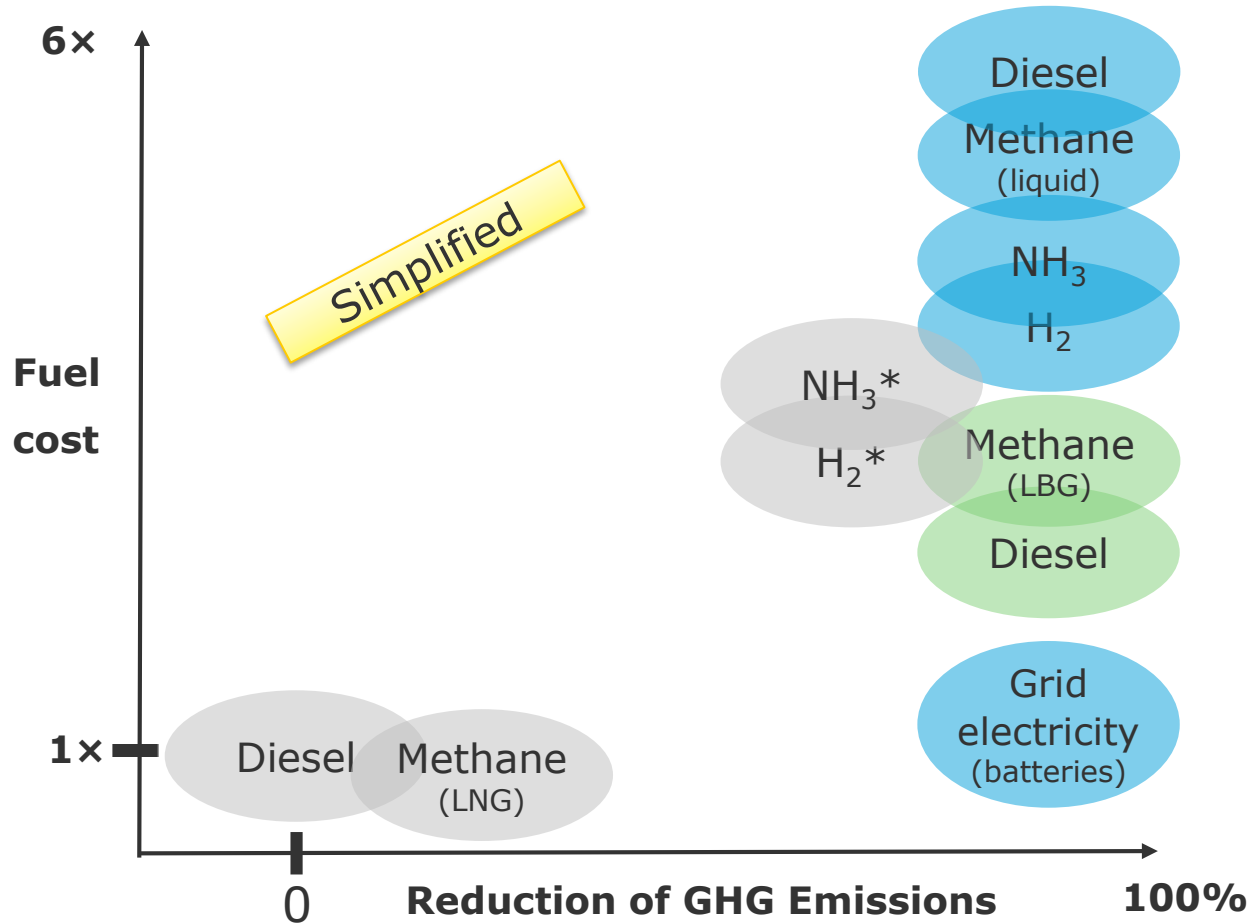 6×
Diesel
Methane
(liquid)
Simplified
NH₃
H₂
Fuel
cost
NH₃*
H₂*
Methane
(LBG)
Diesel
Grid
electricity
(batteries)
1×
Diesel
Methane
(LNG)
0
Reduction of GHG Emissions
100%